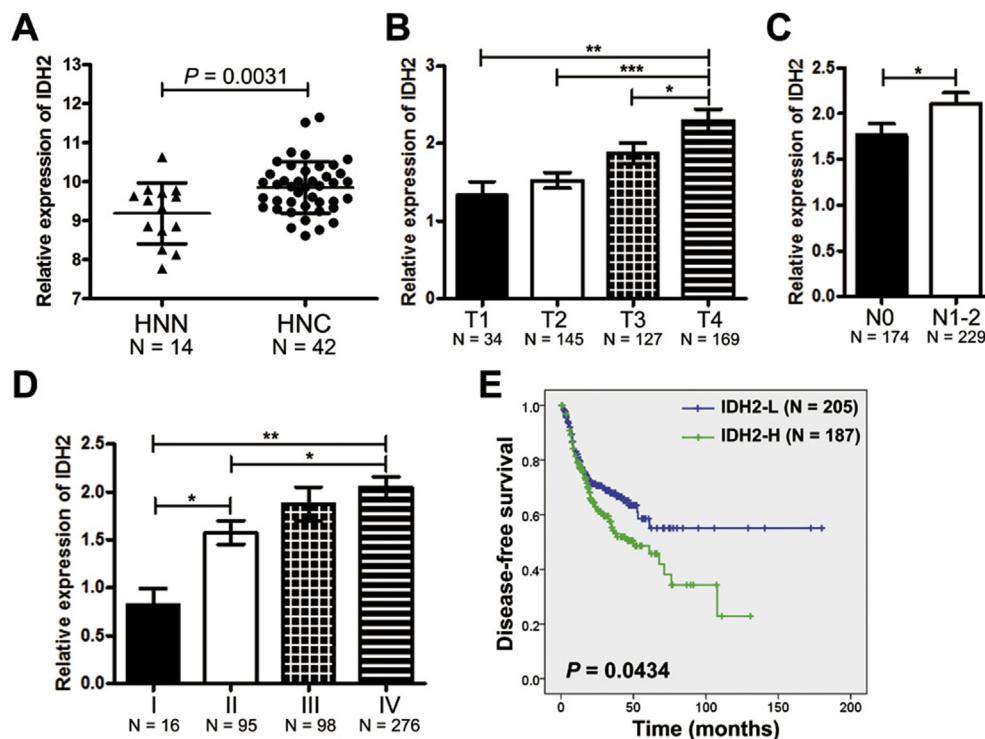 A
Relative expression of IDH2
13
12
11
10
9
8
7
P = 0.0031
HNN
N = 14
HNC
N = 42
B
Relative expression of IDH2
3
2
1
0
**
***
*
T1
T2
T3
T4
N = 34
N = 145
N = 127
N = 169
C
Relative expression of IDH2
2.5
2.0
1.5
1.0
0.5
0.0
*
N0
N1-2
N = 174
N = 229
D
Relative expression of IDH2
2.5
2.0
1.5
1.0
0.5
0.0
**
*
*
I
II
III
IV
N = 16
N = 95
N = 98
N = 276
E
Disease-free survival
1.0
0.8
0.6
0.4
0.2
0.0
IDH2-L (N = 205)
IDH2-H (N = 187)
P = 0.0434
0
50
100
150
200
Time (months)